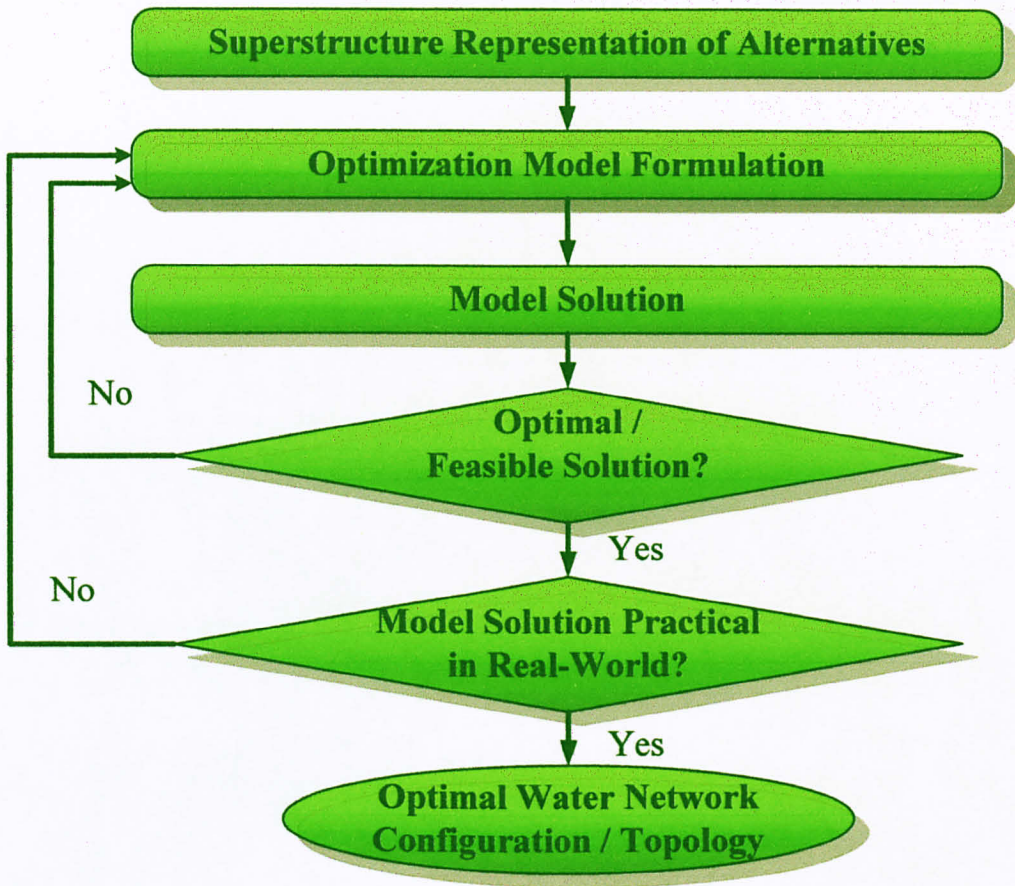 Superstructure Representation of Alternatives
Optimization Model Formulation
Model Solution
No
Optimal /
Feasible Solution?
Yes
No
Model Solution Practical
in Real-World?
Yes
Optimal Water Network
Configuration / Topology